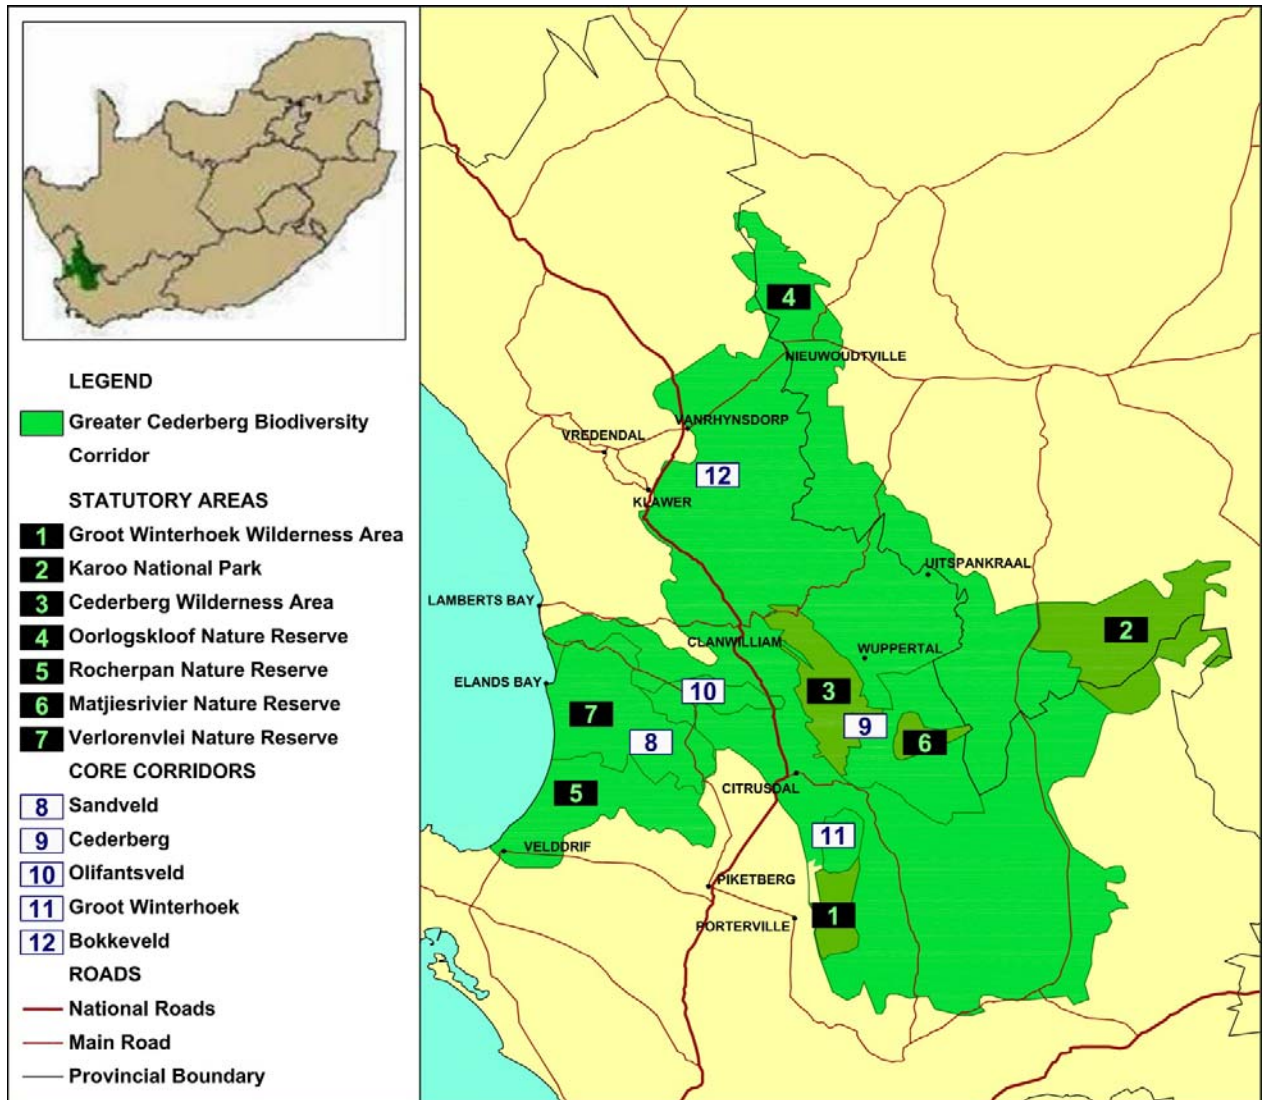 LEGEND
Greater Cederberg Biodiversity
Corridor
STATUTORY AREAS
1 Groot Winterhoek Wilderness Area
2 Karoo National Park
3 Cederberg Wilderness Area
4 Oorlogskloof Nature Reserve
5 Rocherpan Nature Reserve
6 Matjiesrivier Nature Reserve
7 Verlorenvlei Nature Reserve
CORE CORRIDORS
8 Sandveld
9 Cederberg
10 Olifantsveld
11 Groot Winterhoek
12 Bokkeveld
ROADS
National Roads
Main Road
Provincial Boundary
4
NIEUWOUDTVILLE
VANRHYNSDORP
VREDENDAL
12
KLAWER
UITSPANKRAAL
LAMBERTS BAY
2
CLANWILLIAM
WUPPERTAL
ELANDS BAY
10
3
7
9
8
6
CITRUSDAL
5
11
VELDDRIF
PIKETBERG
1
PORTERVILLE